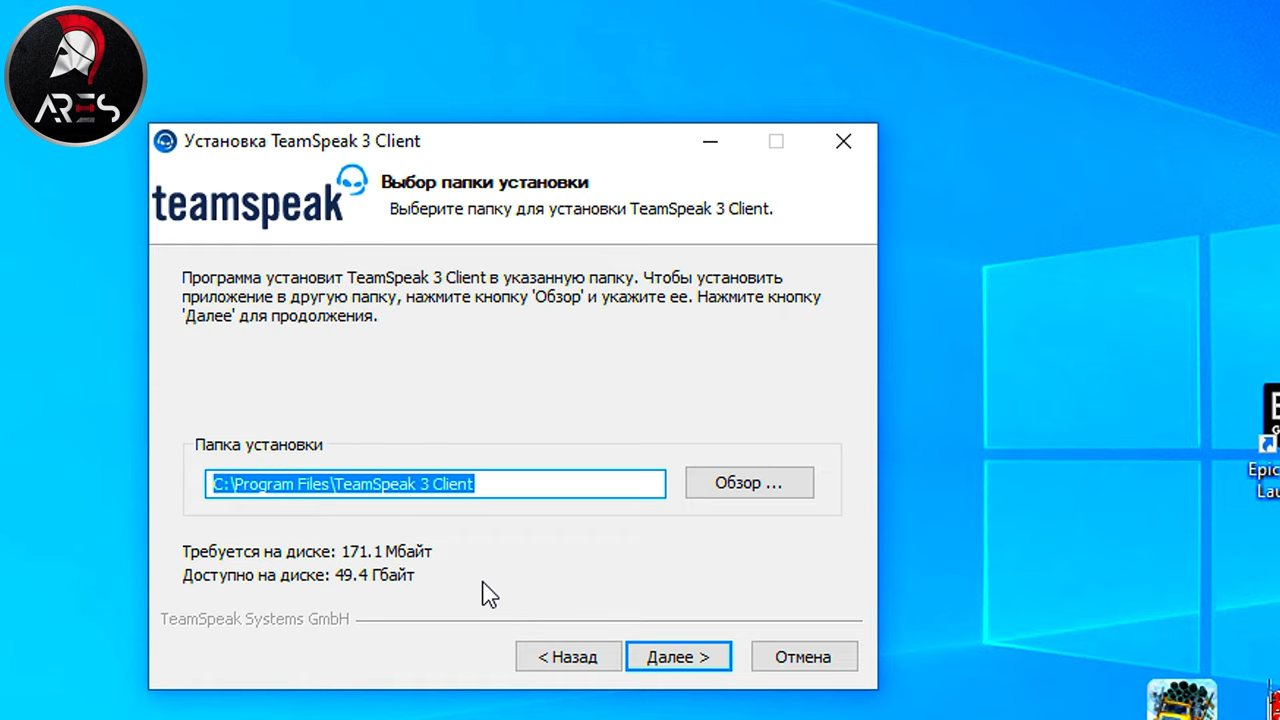 ARES
Установка TeamSpeak 3 Client
teamspeak
Выбор папки установки
Выберите папку для установки TeamSpeak 3 Client.
Программа установит TeamSpeak 3 Client в указанную папку. Чтобы установить
приложение в другую папку, нажмите кнопку 'Обзор' и укажите ее. Нажмите кнопку
'Далее' для продолжения.
Папка установки
C:\Program Files\TeamSpeak 3 Client
Обзор ...
Требуется на диске: 171.1 Мбайт
Доступно на диске: 49.4 Гбайт
TeamSpeak Systems GmbH
< Назад
Далее >
Отмена
Epic